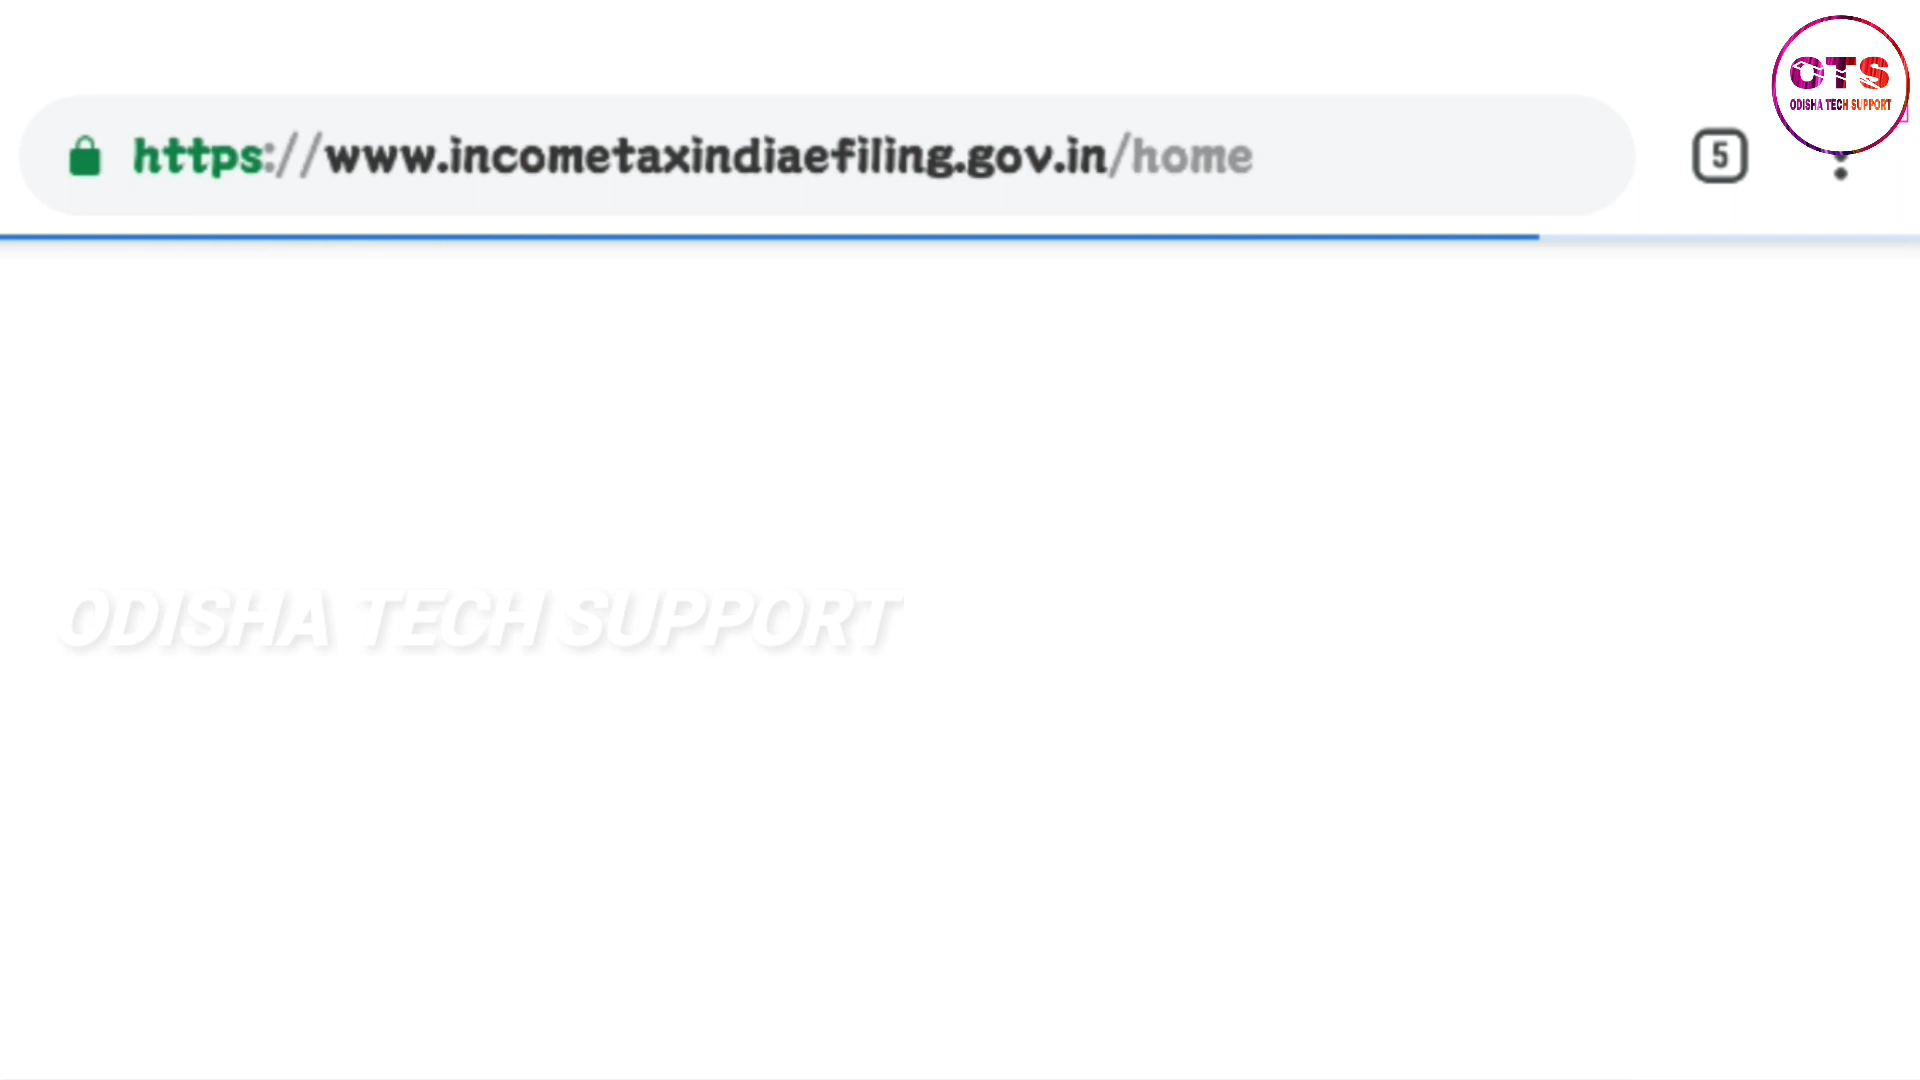 https://www.incometaxindiaefiling.gov.in/home
5
OTS
ODISHA TECH SUPPORT
ODISHA TECH SUPPORT